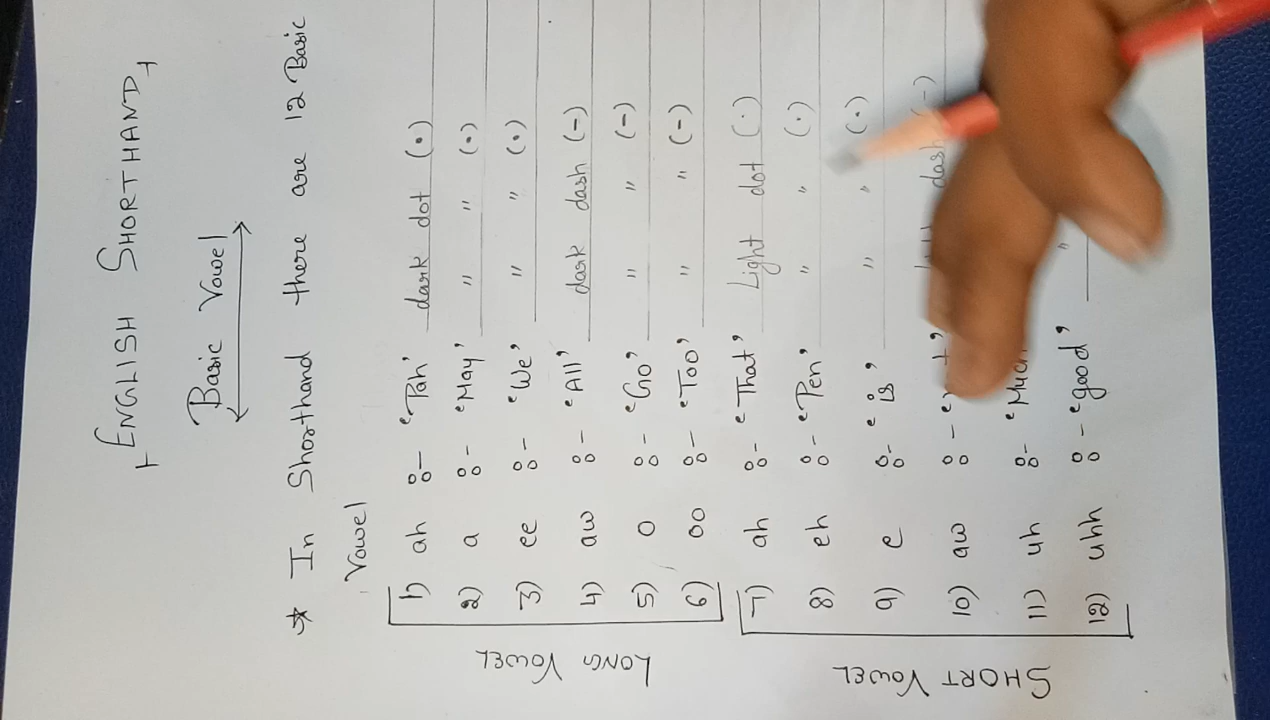 ENGLISH SHORTHAND
Basic Vowel
* In Shorthand there are 12 Basic
Vowel
LONG VOWEL
1) ah :- 'Pah' dark dot (•)
2) a :- 'May' " " (•)
3) ee :- 'We' " " (•)
4) aw :- 'All' dark dash (-)
5) o :- 'Go' " " (-)
6) oo :- 'Too' " " (-)
SHORT VOWEL
7) ah :- 'That' Light dot (.)
8) eh :- 'Pen' " " (.)
9) e :- 'is' " " (.)
10) aw :- dash (-)
11) uh :- "
12) uhh :- 'good'